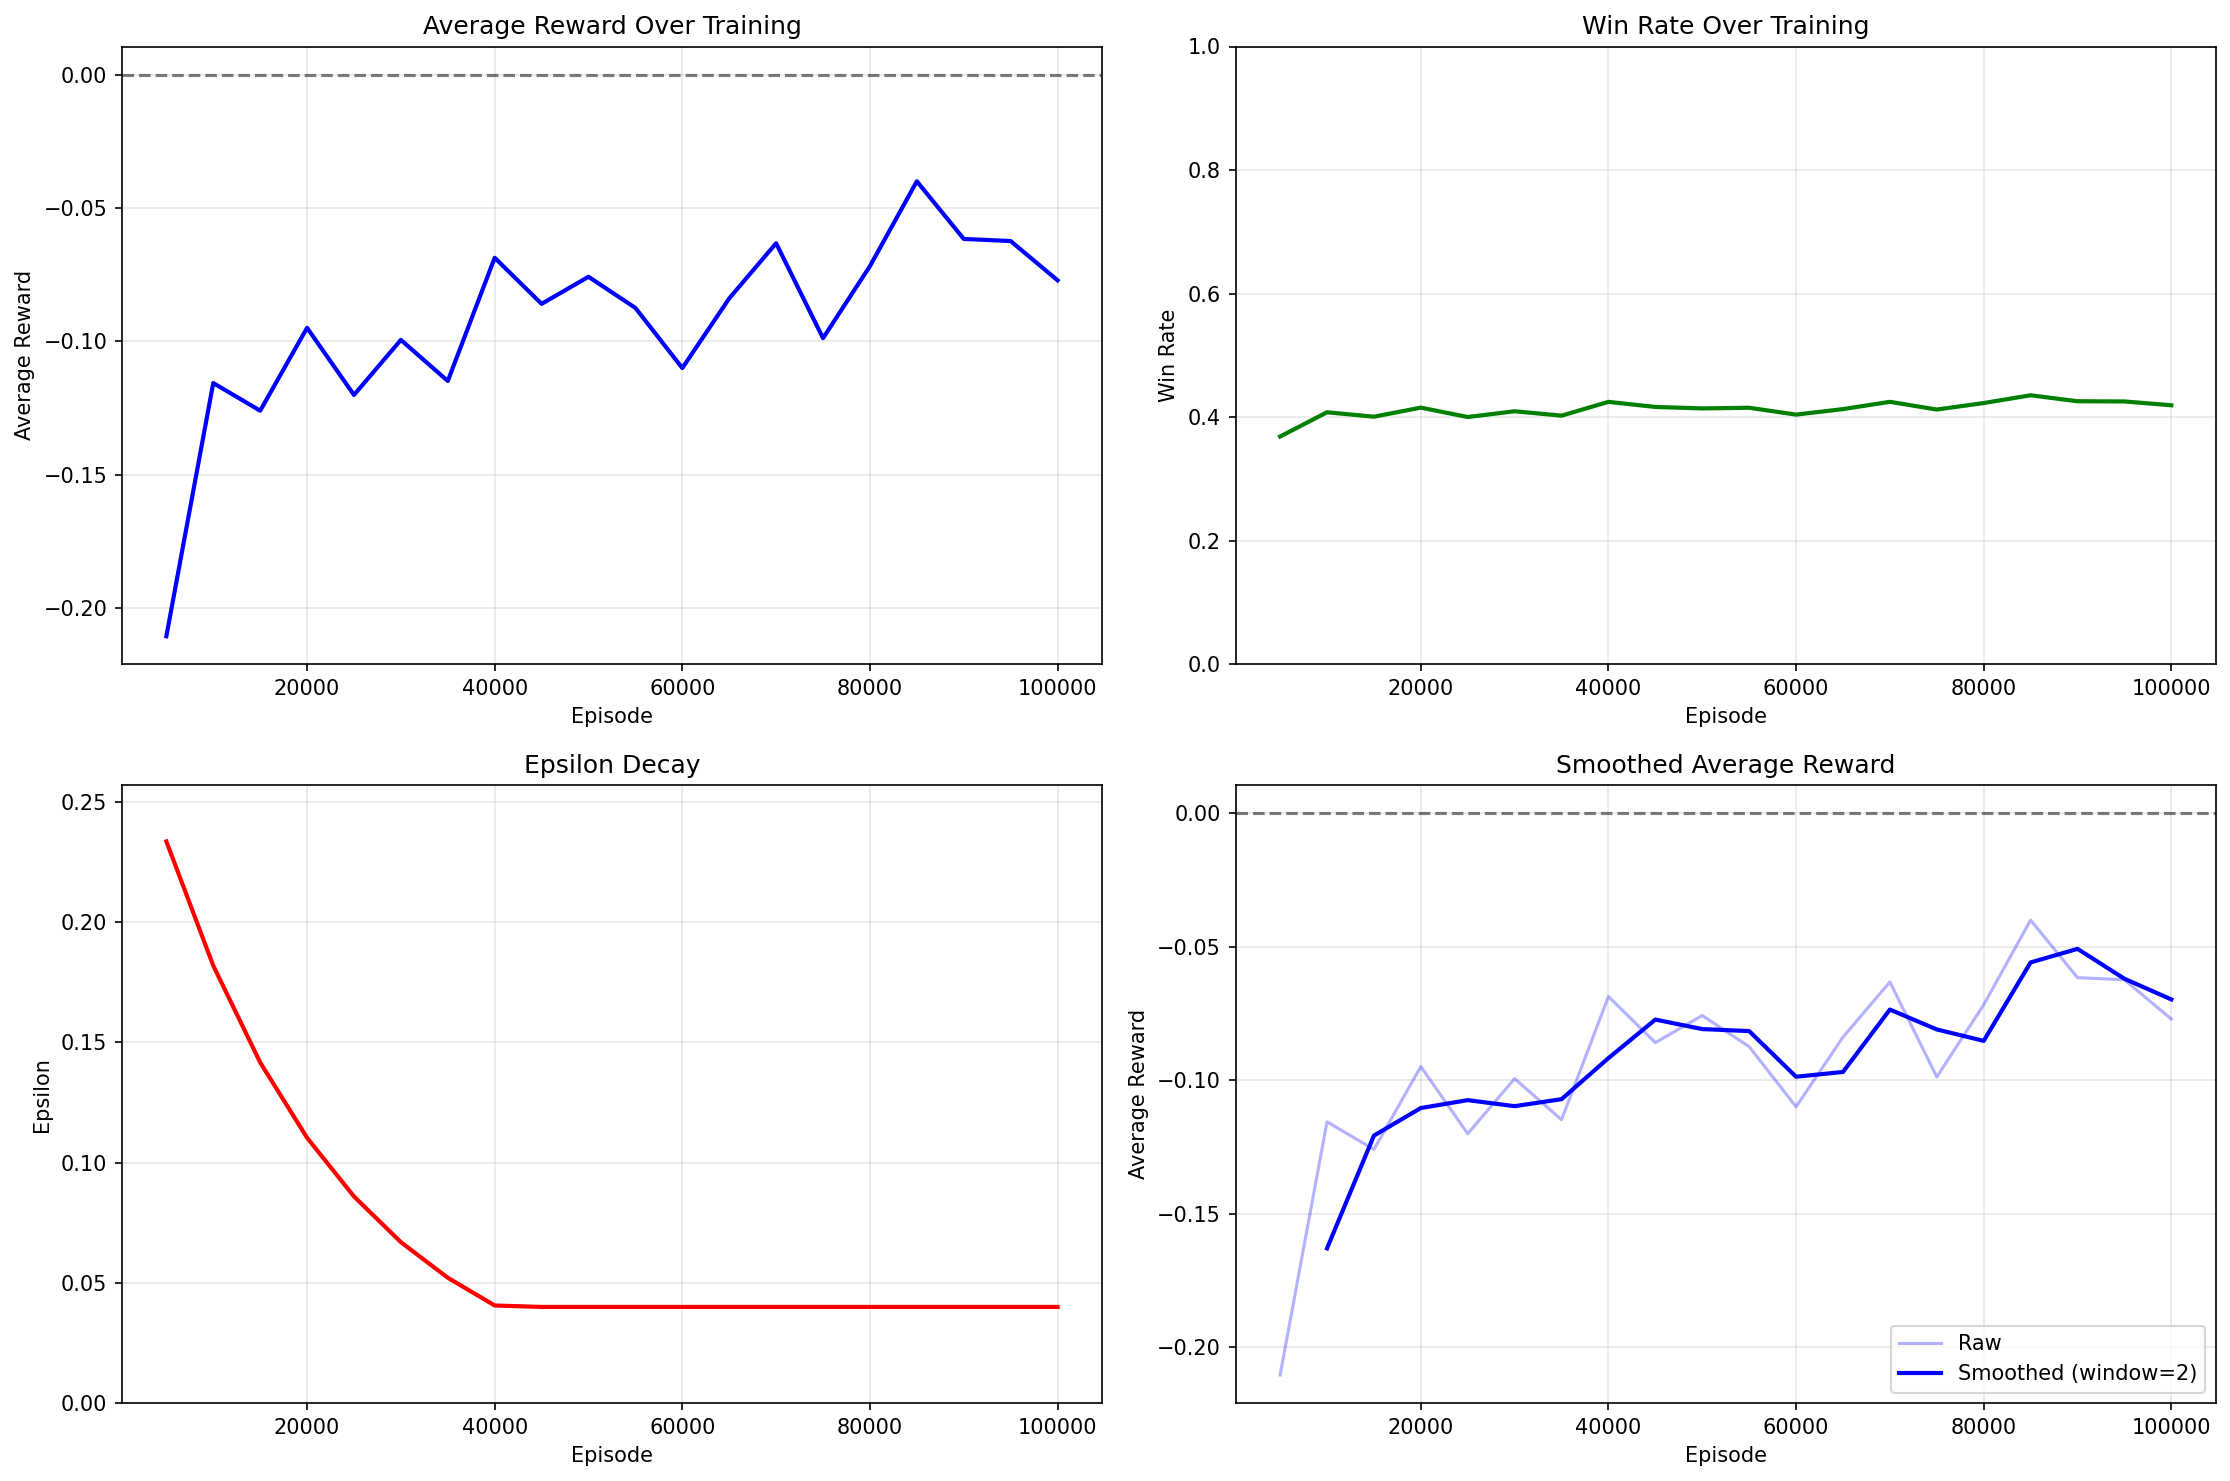 Average Reward Over Training
0.00
−0.05
−0.10
−0.15
−0.20
Average Reward
20000 40000 60000 80000 100000
Episode
Win Rate Over Training
1.0
0.8
0.6
0.4
0.2
0.0
Win Rate
20000 40000 60000 80000 100000
Episode
Epsilon Decay
0.25
0.20
0.15
0.10
0.05
0.00
Epsilon
20000 40000 60000 80000 100000
Episode
Smoothed Average Reward
0.00
−0.05
−0.10
−0.15
−0.20
Average Reward
Raw
Smoothed (window=2)
20000 40000 60000 80000 100000
Episode